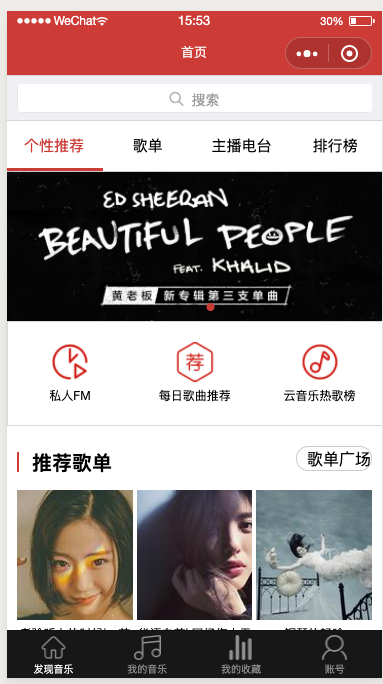 WeChat 15:53 30%
首页
搜索
个性推荐 歌单 主播电台 排行榜
ED SHEERAN
BEAUTIFUL PEOPLE
FEAT. KHALID
黄老板 新专辑第三支单曲
荐
私人FM 每日歌曲推荐 云音乐热歌榜
推荐歌单 歌单广场
发现音乐 我的音乐 我的收藏 账号